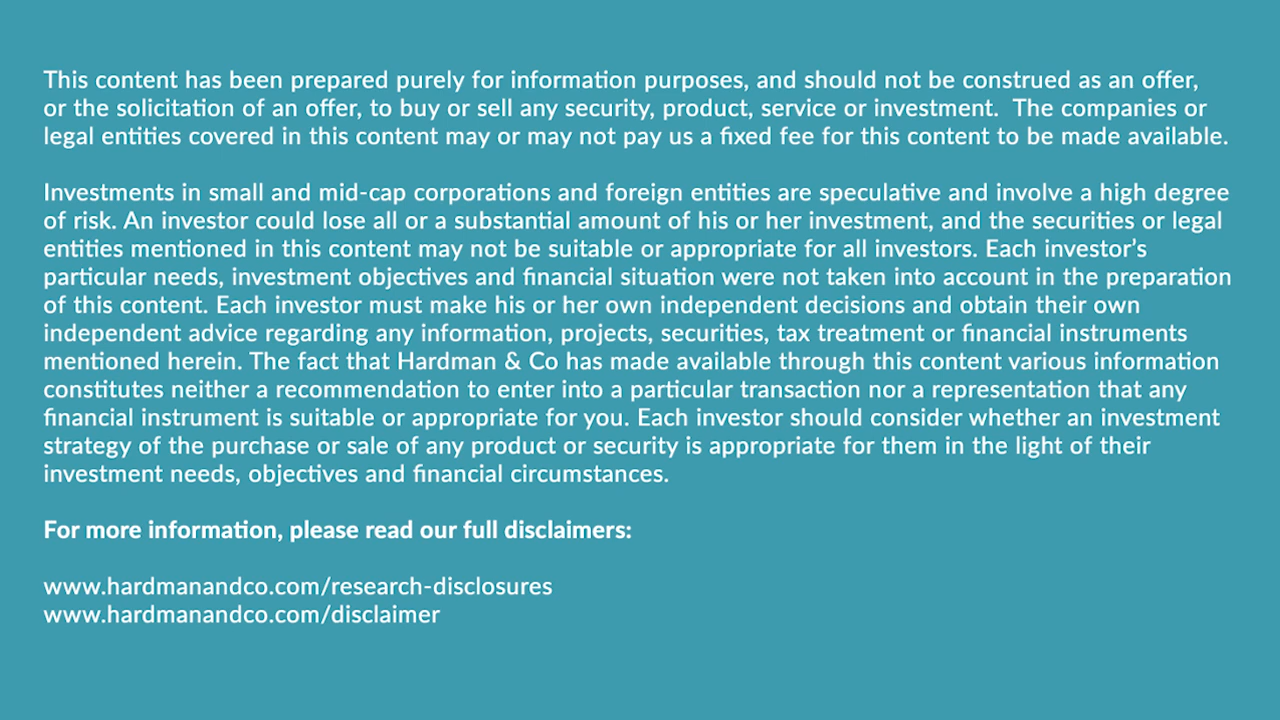 This content has been prepared purely for information purposes, and should not be construed as an offer,
or the solicitation of an offer, to buy or sell any security, product, service or investment.  The companies or
legal entities covered in this content may or may not pay us a fixed fee for this content to be made available.
Investments in small and mid-cap corporations and foreign entities are speculative and involve a high degree
of risk. An investor could lose all or a substantial amount of his or her investment, and the securities or legal
entities mentioned in this content may not be suitable or appropriate for all investors. Each investor’s
particular needs, investment objectives and financial situation were not taken into account in the preparation
of this content. Each investor must make his or her own independent decisions and obtain their own
independent advice regarding any information, projects, securities, tax treatment or financial instruments
mentioned herein. The fact that Hardman & Co has made available through this content various information
constitutes neither a recommendation to enter into a particular transaction nor a representation that any
financial instrument is suitable or appropriate for you. Each investor should consider whether an investment
strategy of the purchase or sale of any product or security is appropriate for them in the light of their
investment needs, objectives and financial circumstances.
For more information, please read our full disclaimers:
www.hardmanandco.com/research-disclosures
www.hardmanandco.com/disclaimer